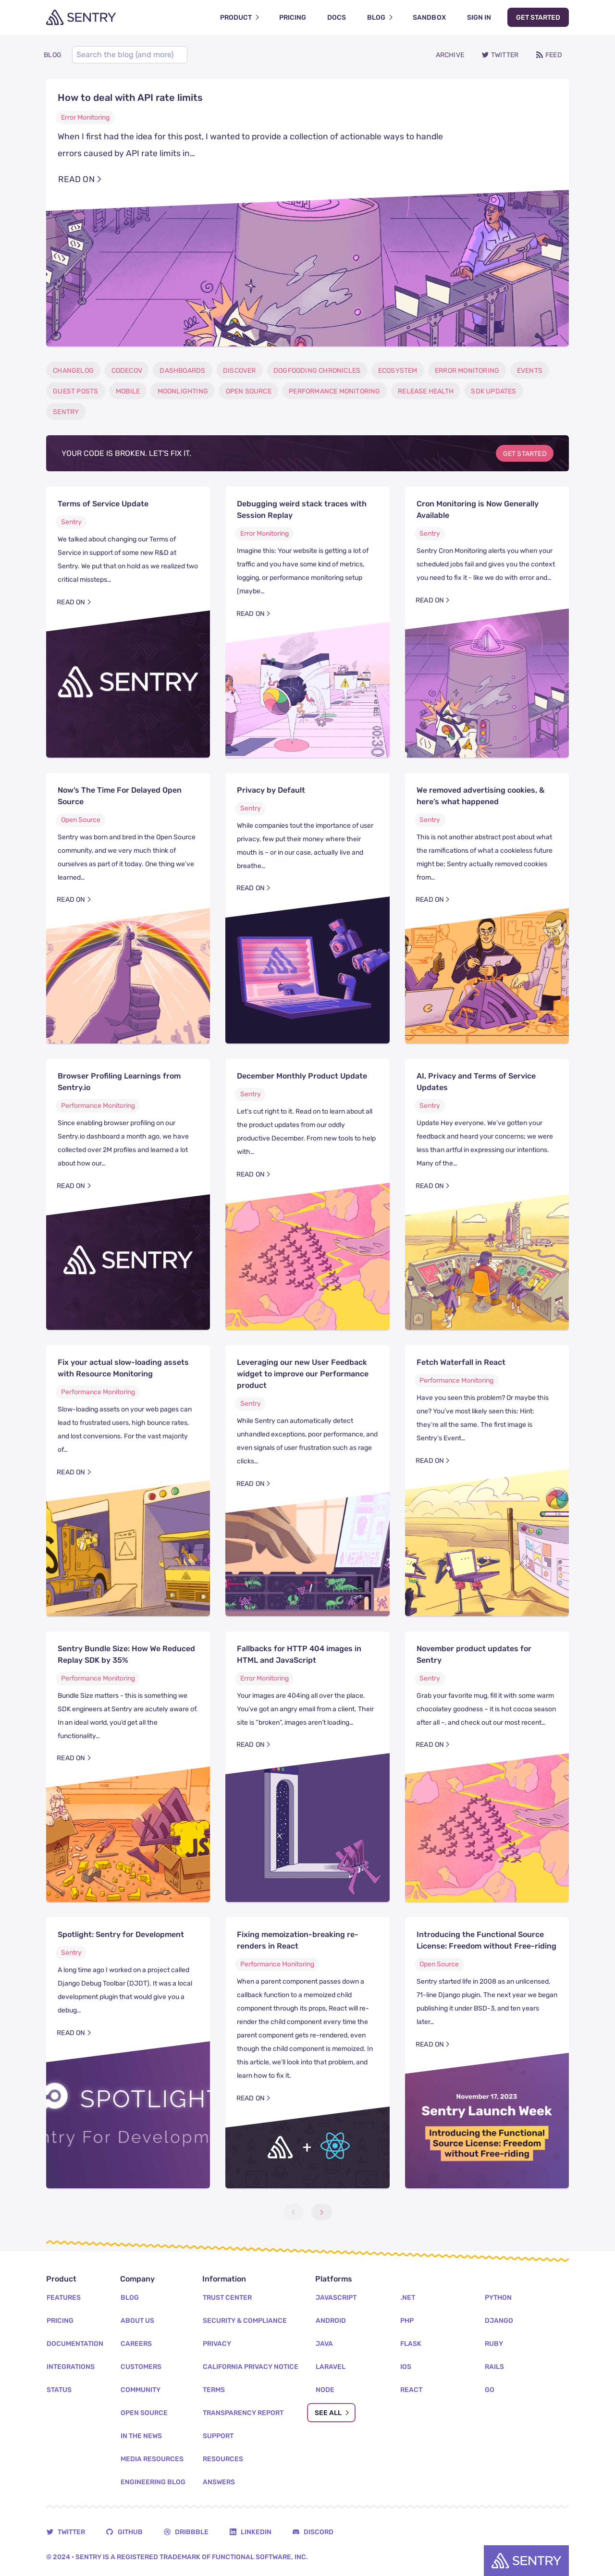 SENTRY
PRODUCT
PRICING
DOCS
BLOG
SANDBOX
SIGN IN
GET STARTED
BLOG
Search the blog (and more)
ARCHIVE
TWITTER
FEED
How to deal with API rate limits
Error Monitoring
When I first had the idea for this post, I wanted to provide a collection of actionable ways to handle
errors caused by API rate limits in…
READ ON
CHANGELOG
CODECOV
DASHBOARDS
DISCOVER
DOGFOODING CHRONICLES
ECOSYSTEM
ERROR MONITORING
EVENTS
GUEST POSTS
MOBILE
MOONLIGHTING
OPEN SOURCE
PERFORMANCE MONITORING
RELEASE HEALTH
SDK UPDATES
SENTRY
YOUR CODE IS BROKEN. LET'S FIX IT.
GET STARTED
Terms of Service Update
Sentry
We talked about changing our Terms of
Service in support of some new R&D at
Sentry. We put that on hold as we realized two
critical missteps…
READ ON
SENTRY
Debugging weird stack traces with
Session Replay
Error Monitoring
Imagine this: Your website is getting a lot of
traffic and you have some kind of metrics,
logging, or performance monitoring setup
(maybe…
READ ON
Cron Monitoring is Now Generally
Available
Sentry
Sentry Cron Monitoring alerts you when your
scheduled jobs fail and gives you the context
you need to fix it - like we do with error and…
READ ON
Now's The Time For Delayed Open
Source
Open Source
Sentry was born and bred in the Open Source
community, and we very much think of
ourselves as part of it today. One thing we've
learned…
READ ON
Privacy by Default
Sentry
While companies tout the importance of user
privacy, few put their money where their
mouth is – or in our case, actually live and
breathe…
READ ON
We removed advertising cookies, &
here's what happened
Sentry
This is not another abstract post about what
the ramifications of what a cookieless future
might be; Sentry actually removed cookies
from…
READ ON
Browser Profiling Learnings from
Sentry.io
Performance Monitoring
Since enabling browser profiling on our
Sentry.io dashboard a month ago, we have
collected over 2M profiles and learned a lot
about how our…
READ ON
SENTRY
December Monthly Product Update
Sentry
Let's cut right to it. Read on to learn about all
the product updates from our oddly
productive December. From new tools to help
with…
READ ON
AI, Privacy and Terms of Service
Updates
Sentry
Update Hey everyone. We've gotten your
feedback and heard your concerns; we were
less than artful in expressing our intentions.
Many of the…
READ ON
Fix your actual slow-loading assets
with Resource Monitoring
Performance Monitoring
Slow-loading assets on your web pages can
lead to frustrated users, high bounce rates,
and lost conversions. For the vast majority
of…
READ ON
Leveraging our new User Feedback
widget to improve our Performance
product
Sentry
While Sentry can automatically detect
unhandled exceptions, poor performance, and
even signals of user frustration such as rage
clicks…
READ ON
Fetch Waterfall in React
Performance Monitoring
Have you seen this problem? Or maybe this
one? You've most likely seen this: Hint:
they're all the same. The first image is
Sentry's Event…
READ ON
Sentry Bundle Size: How We Reduced
Replay SDK by 35%
Performance Monitoring
Bundle Size matters - this is something we
SDK engineers at Sentry are acutely aware of.
In an ideal world, you'd get all the
functionality…
READ ON
JS
Fallbacks for HTTP 404 images in
HTML and JavaScript
Error Monitoring
Your images are 404ing all over the place.
You've got an angry email from a client. Their
site is "broken", images aren't loading…
READ ON
November product updates for
Sentry
Sentry
Grab your favorite mug, fill it with some warm
chocolatey goodness – it is hot cocoa season
after all –, and check out our most recent…
READ ON
Spotlight: Sentry for Development
Sentry
A long time ago I worked on a project called
Django Debug Toolbar (DJDT). It was a local
development plugin that would give you a
debug…
READ ON
SPOTLIGHT
ntry For Developmen
Fixing memoization-breaking re-
renders in React
Performance Monitoring
When a parent component passes down a
callback function to a memoized child
component through its props, React will re-
render the child component every time the
parent component gets re-rendered, even
though the child component is memoized. In
this article, we'll look into that problem, and
learn how to fix it.
READ ON
+
Introducing the Functional Source
License: Freedom without Free-riding
Open Source
Sentry started life in 2008 as an unlicensed,
71-line Django plugin. The next year we began
publishing it under BSD-3, and ten years
later…
READ ON
November 17, 2023
Sentry Launch Week
Introducing the Functional
Source License: Freedom
without Free-riding
Product
FEATURES
PRICING
DOCUMENTATION
INTEGRATIONS
STATUS
Company
BLOG
ABOUT US
CAREERS
CUSTOMERS
COMMUNITY
OPEN SOURCE
IN THE NEWS
MEDIA RESOURCES
ENGINEERING BLOG
Information
TRUST CENTER
SECURITY & COMPLIANCE
PRIVACY
CALIFORNIA PRIVACY NOTICE
TERMS
TRANSPARENCY REPORT
SUPPORT
RESOURCES
ANSWERS
Platforms
JAVASCRIPT
ANDROID
JAVA
LARAVEL
NODE
SEE ALL
.NET
PHP
FLASK
IOS
REACT
PYTHON
DJANGO
RUBY
RAILS
GO
TWITTER
GITHUB
DRIBBBLE
LINKEDIN
DISCORD
© 2024 • SENTRY IS A REGISTERED TRADEMARK OF FUNCTIONAL SOFTWARE, INC.
SENTRY